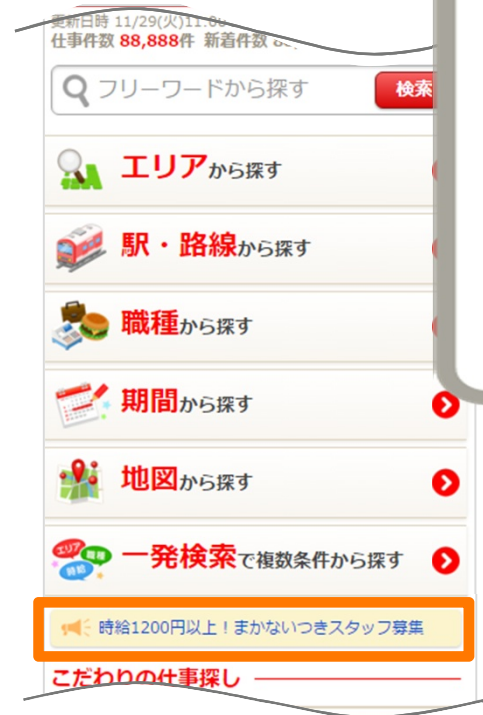 更新日時 11/29(火)11:0
仕事件数 88,888件 新着件数
フリーワードから探す
検索
エリアから探す
駅・路線から探す
職種から探す
期間から探す
地図から探す
エリア 職種 時給
一発検索で複数条件から探す
時給1200円以上!まかないつきスタッフ募集
こだわりの仕事探し